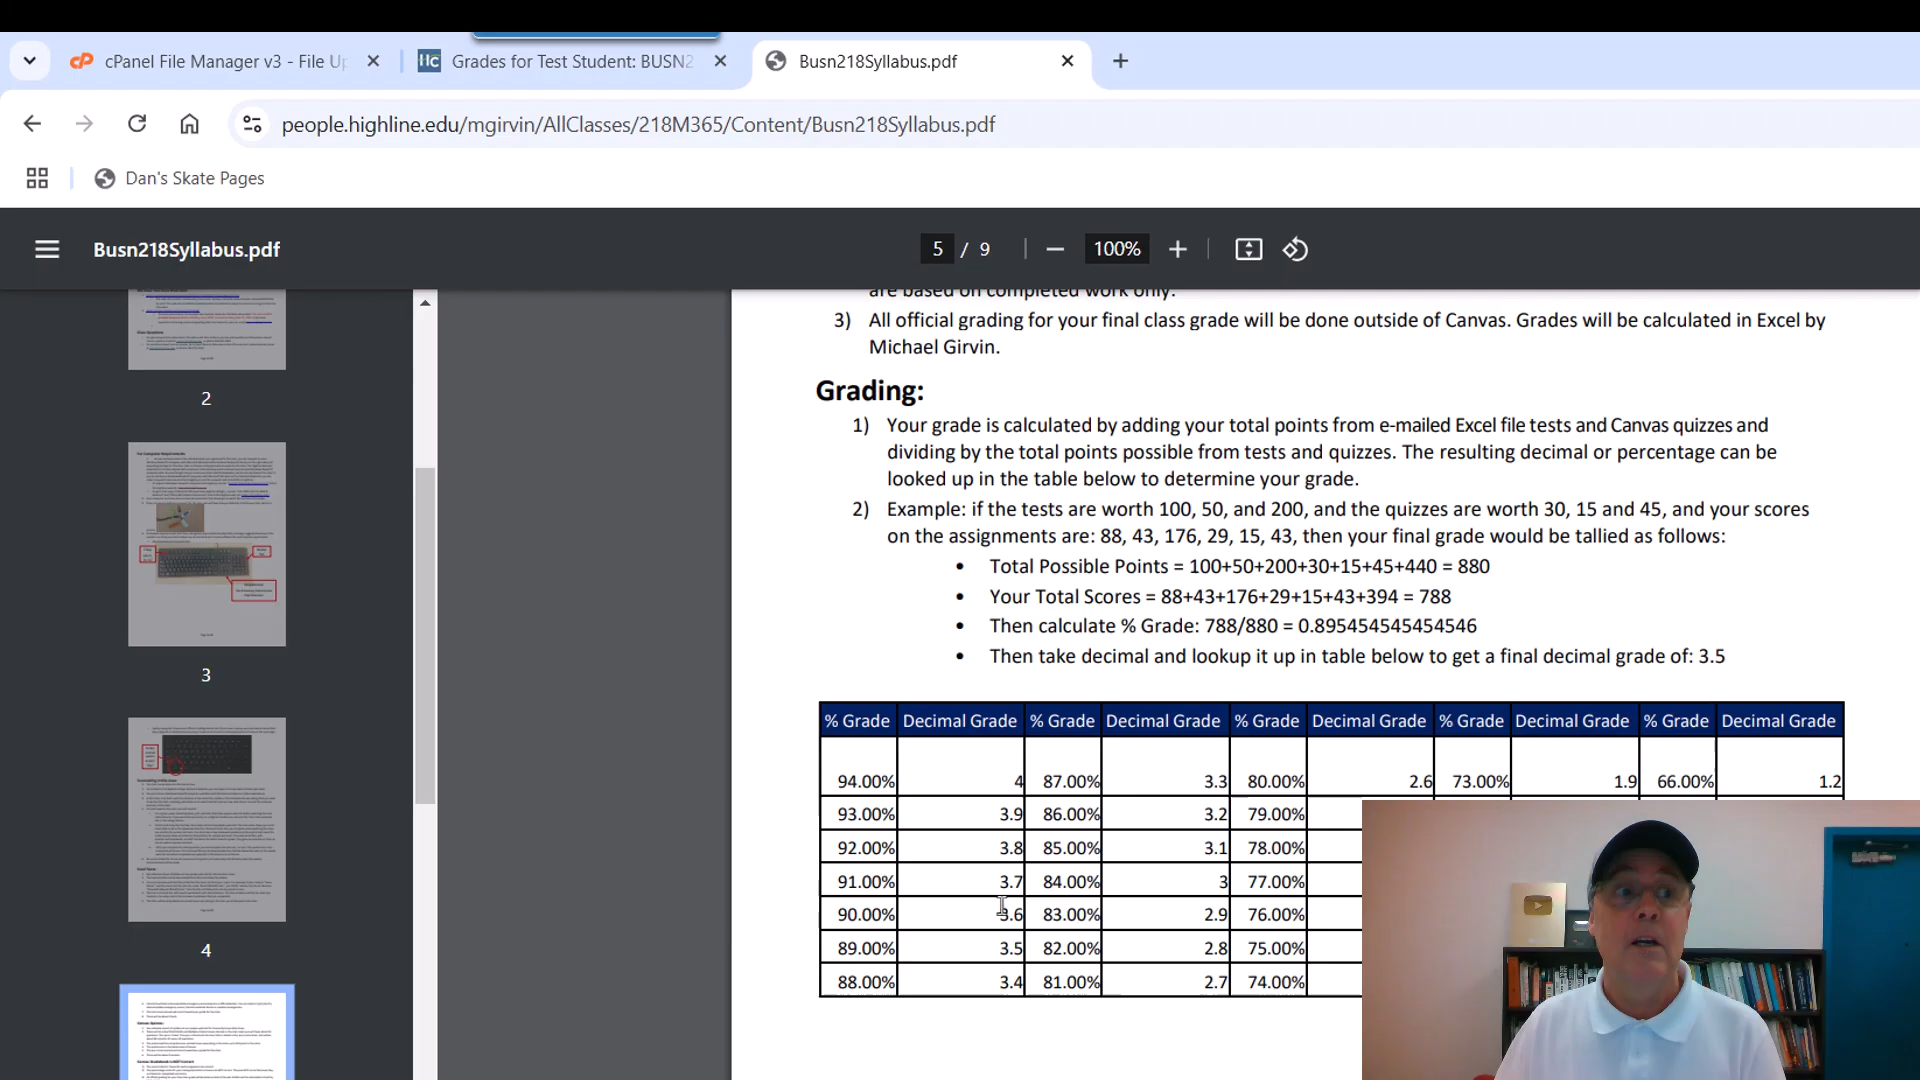 cPanel File Manager v3 - File Up
Grades for Test Student: BUSN2
Busn218Syllabus.pdf
people.highline.edu/mgirvin/AllClasses/218M365/Content/Busn218Syllabus.pdf
Dan's Skate Pages
Busn218Syllabus.pdf
5 / 9
100%
2
3
4
are based on completed work only.
3) All official grading for your final class grade will be done outside of Canvas. Grades will be calculated in Excel by
Michael Girvin.
Grading:
1) Your grade is calculated by adding your total points from e-mailed Excel file tests and Canvas quizzes and
dividing by the total points possible from tests and quizzes. The resulting decimal or percentage can be
looked up in the table below to determine your grade.
2) Example: if the tests are worth 100, 50, and 200, and the quizzes are worth 30, 15 and 45, and your scores
on the assignments are: 88, 43, 176, 29, 15, 43, then your final grade would be tallied as follows:
• Total Possible Points = 100+50+200+30+15+45+440 = 880
• Your Total Scores = 88+43+176+29+15+43+394 = 788
• Then calculate % Grade: 788/880 = 0.895454545454546
• Then take decimal and lookup it up in table below to get a final decimal grade of: 3.5
% Grade Decimal Grade % Grade Decimal Grade % Grade Decimal Grade % Grade Decimal Grade % Grade Decimal Grade
94.00% 4 87.00% 3.3 80.00% 2.6 73.00% 1.9 66.00% 1.2
93.00% 3.9 86.00% 3.2 79.00%
92.00% 3.8 85.00% 3.1 78.00%
91.00% 3.7 84.00% 3 77.00%
90.00% 3.6 83.00% 2.9 76.00%
89.00% 3.5 82.00% 2.8 75.00%
88.00% 3.4 81.00% 2.7 74.00%